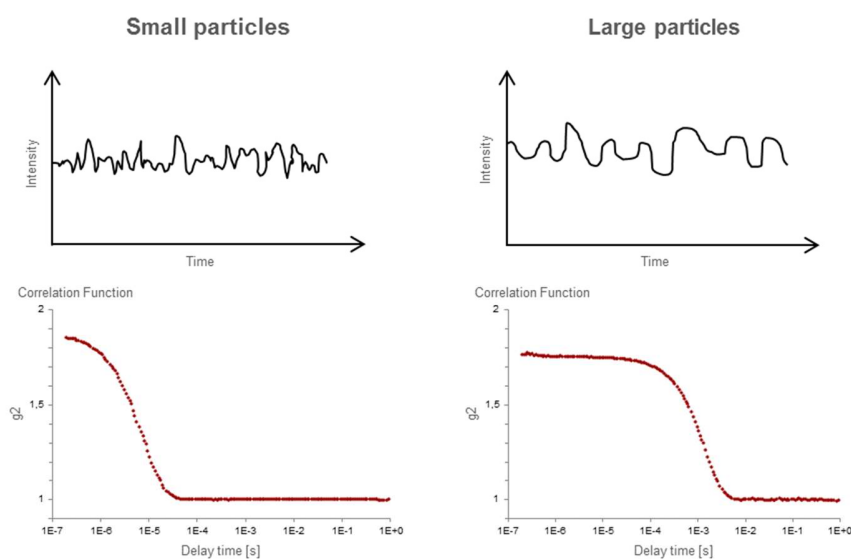 Small particles
Large particles
Intensity
Time
Intensity
Time
Correlation Function
2
1,5
1
g2
1E-7 1E-6 1E-5 1E-4 1E-3 1E-2 1E-1 1E+0
Delay time [s]
Correlation Function
2
1,5
1
g2
1E-7 1E-6 1E-5 1E-4 1E-3 1E-2 1E-1 1E+0
Delay time [s]